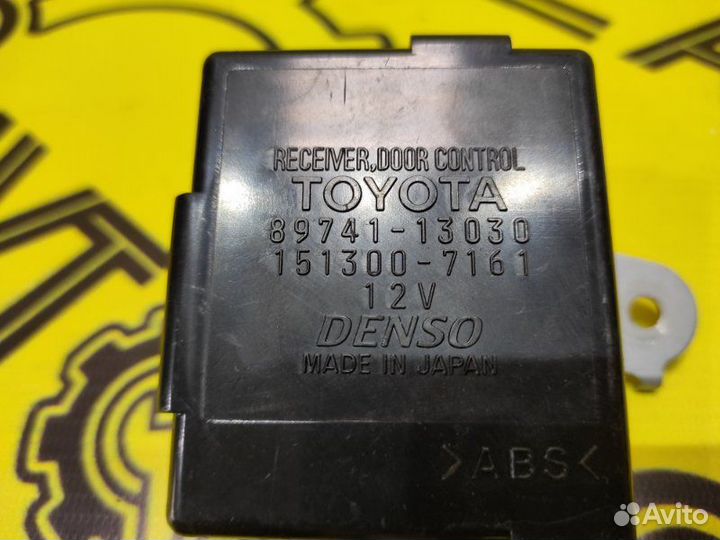 RECEIVER,DOOR CONTROL
TOYOTA
89741-13030
151300-7161
12V
DENSO
MADE IN JAPAN
>ABS<
Avito